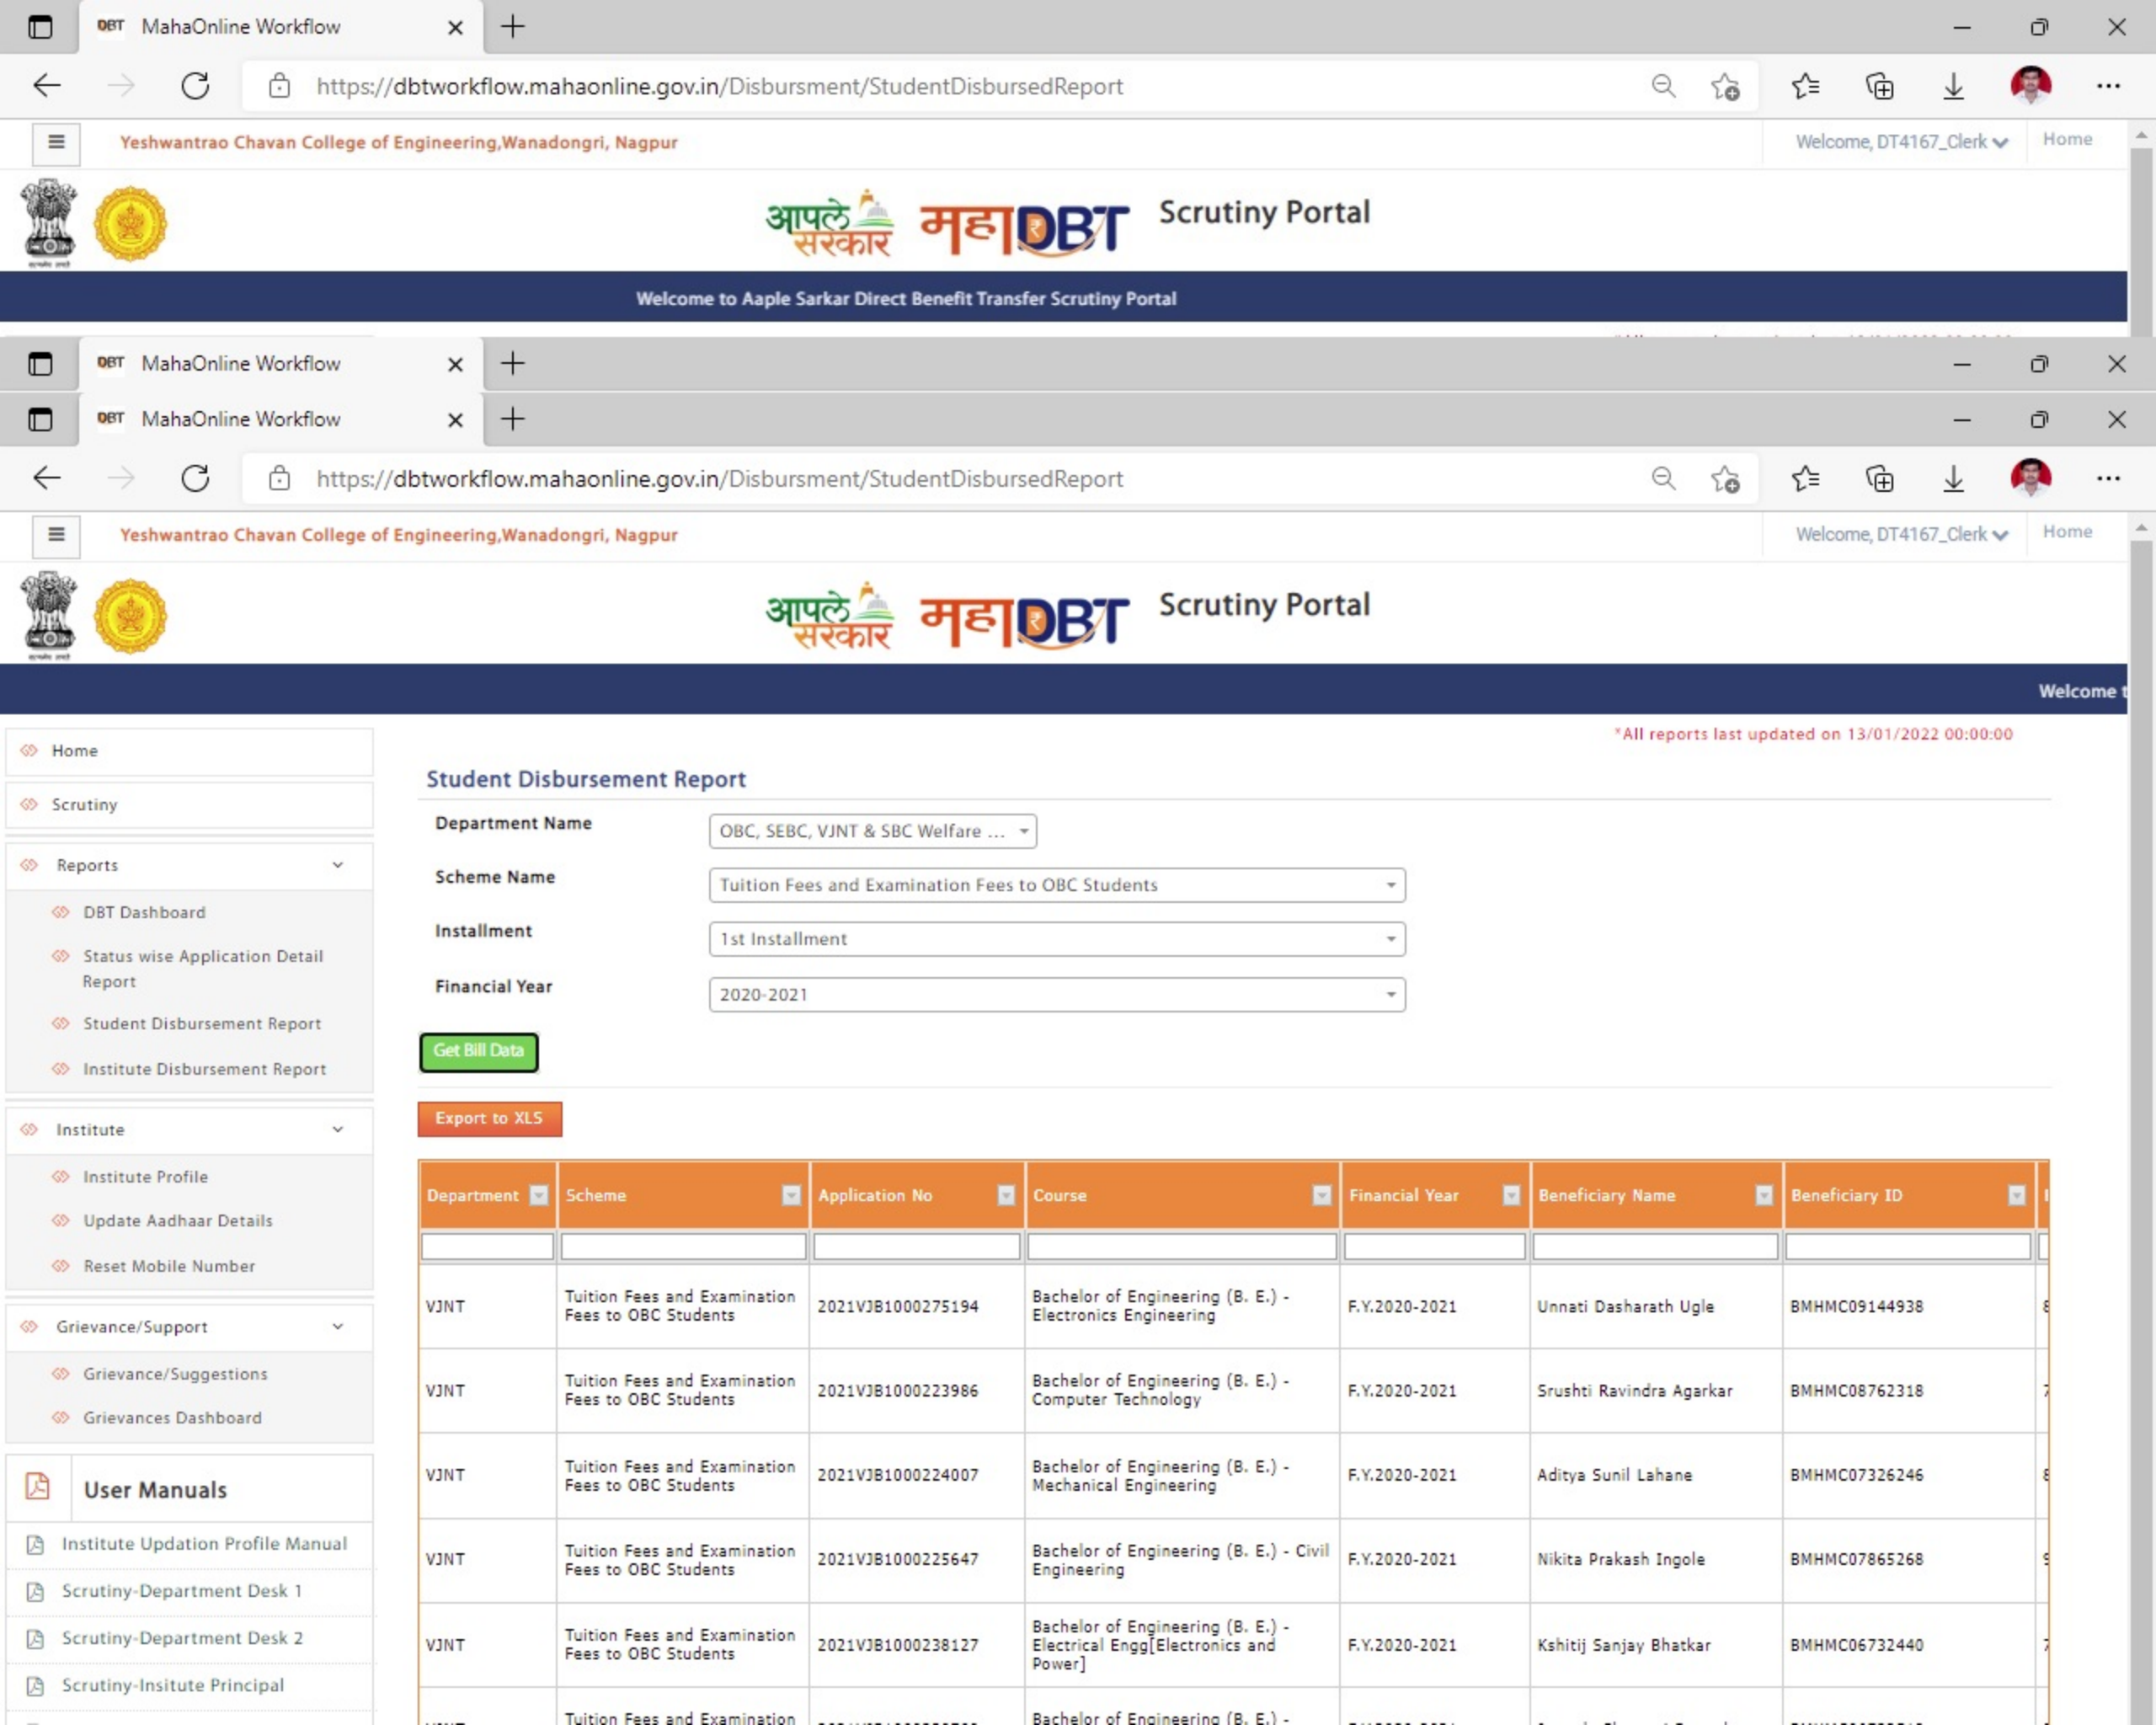 MahaOnline Workflow
https://dbtworkflow.mahaonline.gov.in/Disbursment/StudentDisbursedReport
Yeshwantrao Chavan College of Engineering,Wanadongri, Nagpur
Welcome, DT4167_Clerk
Home
आपले
सरकार
महाDBT
Scrutiny Portal
Welcome to Aaple Sarkar Direct Benefit Transfer Scrutiny Portal
MahaOnline Workflow
MahaOnline Workflow
https://dbtworkflow.mahaonline.gov.in/Disbursment/StudentDisbursedReport
Yeshwantrao Chavan College of Engineering,Wanadongri, Nagpur
Welcome, DT4167_Clerk
Home
आपले
सरकार
महाDBT
Scrutiny Portal
Welcome t
*All reports last updated on 13/01/2022 00:00:00
Home
Scrutiny
Reports
DBT Dashboard
Status wise Application Detail
Report
Student Disbursement Report
Institute Disbursement Report
Institute
Institute Profile
Update Aadhaar Details
Reset Mobile Number
Grievance/Support
Grievance/Suggestions
Grievances Dashboard
User Manuals
Institute Updation Profile Manual
Scrutiny-Department Desk 1
Scrutiny-Department Desk 2
Scrutiny-Insitute Principal
Student Disbursement Report
Department Name
OBC, SEBC, VJNT & SBC Welfare ...
Scheme Name
Tuition Fees and Examination Fees to OBC Students
Installment
1st Installment
Financial Year
2020-2021
Get Bill Data
Export to XLS
Department Scheme Application No Course Financial Year Beneficiary Name Beneficiary ID
VJNT
Tuition Fees and Examination
Fees to OBC Students
2021VJB1000275194
Bachelor of Engineering (B. E.) -
Electronics Engineering
F.Y.2020-2021
Unnati Dasharath Ugle
BMHMC09144938
VJNT
Tuition Fees and Examination
Fees to OBC Students
2021VJB1000223986
Bachelor of Engineering (B. E.) -
Computer Technology
F.Y.2020-2021
Srushti Ravindra Agarkar
BMHMC08762318
VJNT
Tuition Fees and Examination
Fees to OBC Students
2021VJB1000224007
Bachelor of Engineering (B. E.) -
Mechanical Engineering
F.Y.2020-2021
Aditya Sunil Lahane
BMHMC07326246
VJNT
Tuition Fees and Examination
Fees to OBC Students
2021VJB1000225647
Bachelor of Engineering (B. E.) - Civil
Engineering
F.Y.2020-2021
Nikita Prakash Ingole
BMHMC07865268
VJNT
Tuition Fees and Examination
Fees to OBC Students
2021VJB1000238127
Bachelor of Engineering (B. E.) -
Electrical Engg[Electronics and
Power]
F.Y.2020-2021
Kshitij Sanjay Bhatkar
BMHMC06732440
Tuition Fees and Examination
Bachelor of Engineering (B. E.) -